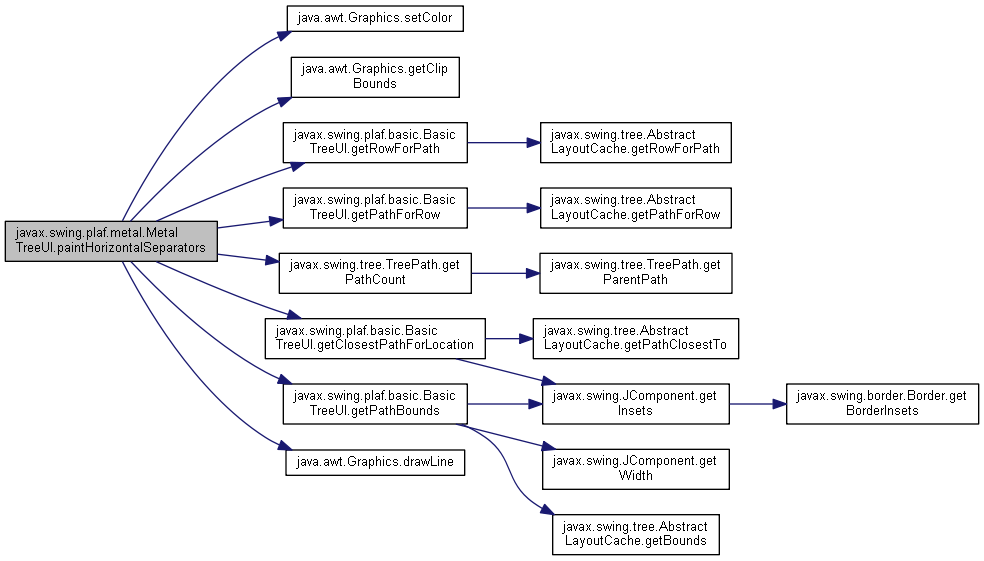 java.awt.Graphics.setColor
java.awt.Graphics.getClip
Bounds
javax.swing.plaf.basic.Basic
TreeUI.getRowForPath
javax.swing.tree.Abstract
LayoutCache.getRowForPath
javax.swing.plaf.basic.Basic
TreeUI.getPathForRow
javax.swing.tree.Abstract
LayoutCache.getPathForRow
javax.swing.plaf.metal.Metal
TreeUI.paintHorizontalSeparators
javax.swing.tree.TreePath.get
PathCount
javax.swing.tree.TreePath.get
ParentPath
javax.swing.plaf.basic.Basic
TreeUI.getClosestPathForLocation
javax.swing.tree.Abstract
LayoutCache.getPathClosestTo
javax.swing.plaf.basic.Basic
TreeUI.getPathBounds
javax.swing.JComponent.get
Insets
javax.swing.border.Border.get
BorderInsets
java.awt.Graphics.drawLine
javax.swing.JComponent.get
Width
javax.swing.tree.Abstract
LayoutCache.getBounds